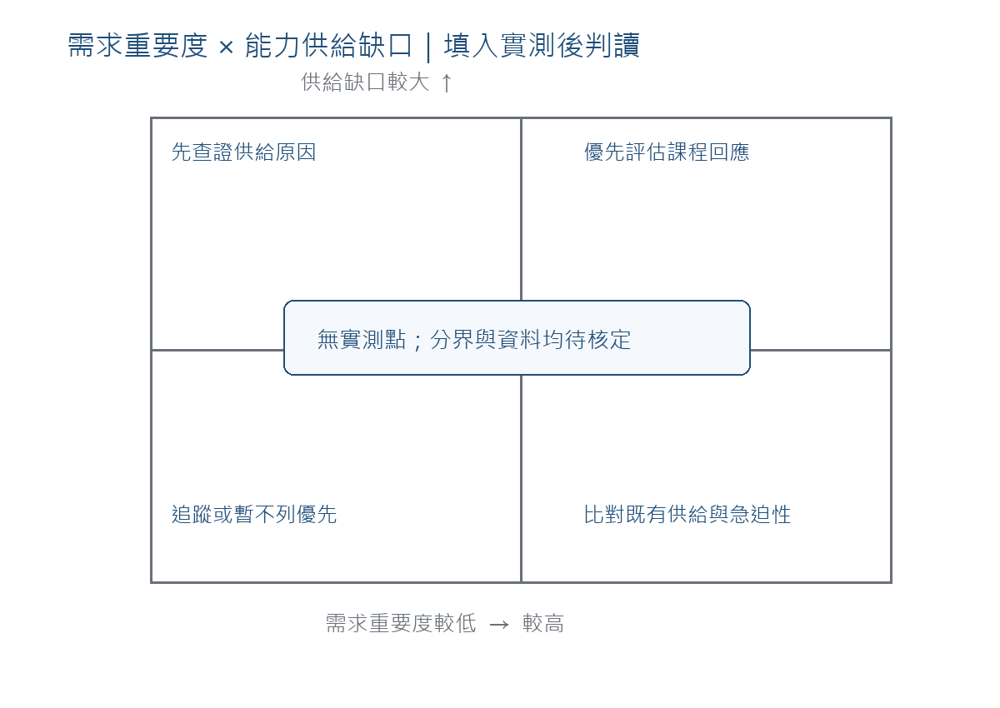 需求重要度 × 能力供給缺口｜填入實測後判讀
供給缺口較大 ↑
先查證供給原因
優先評估課程回應
無實測點；分界與資料均待核定
追蹤或暫不列優先
比對既有供給與急迫性
需求重要度較低 → 較高